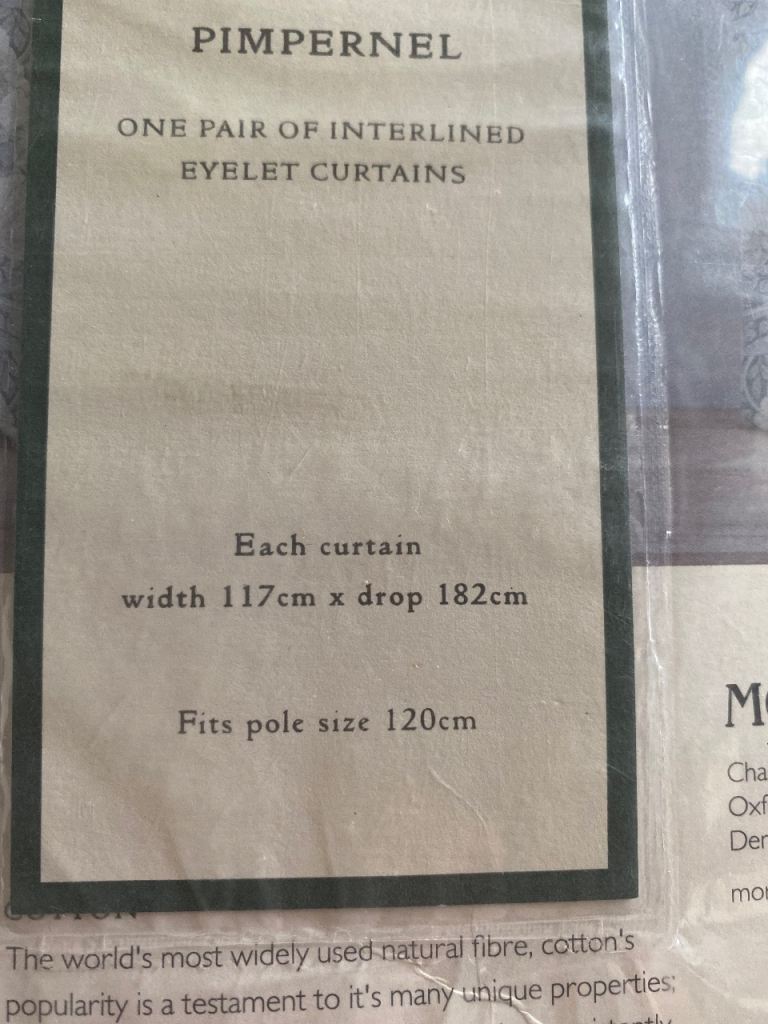 PIMPERNEL
ONE PAIR OF INTERLINED
EYELET CURTAINS
Each curtain
width 117cm x drop 182cm
Fits pole size 120cm
COTTON
The world's most widely used natural fibre, cotton's
popularity is a testament to it's many unique properties;